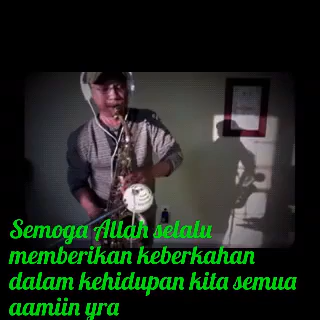 Semoga Allah selalu
memberikan keberkahan
dalam kehidupan kita semua
aamiin yra